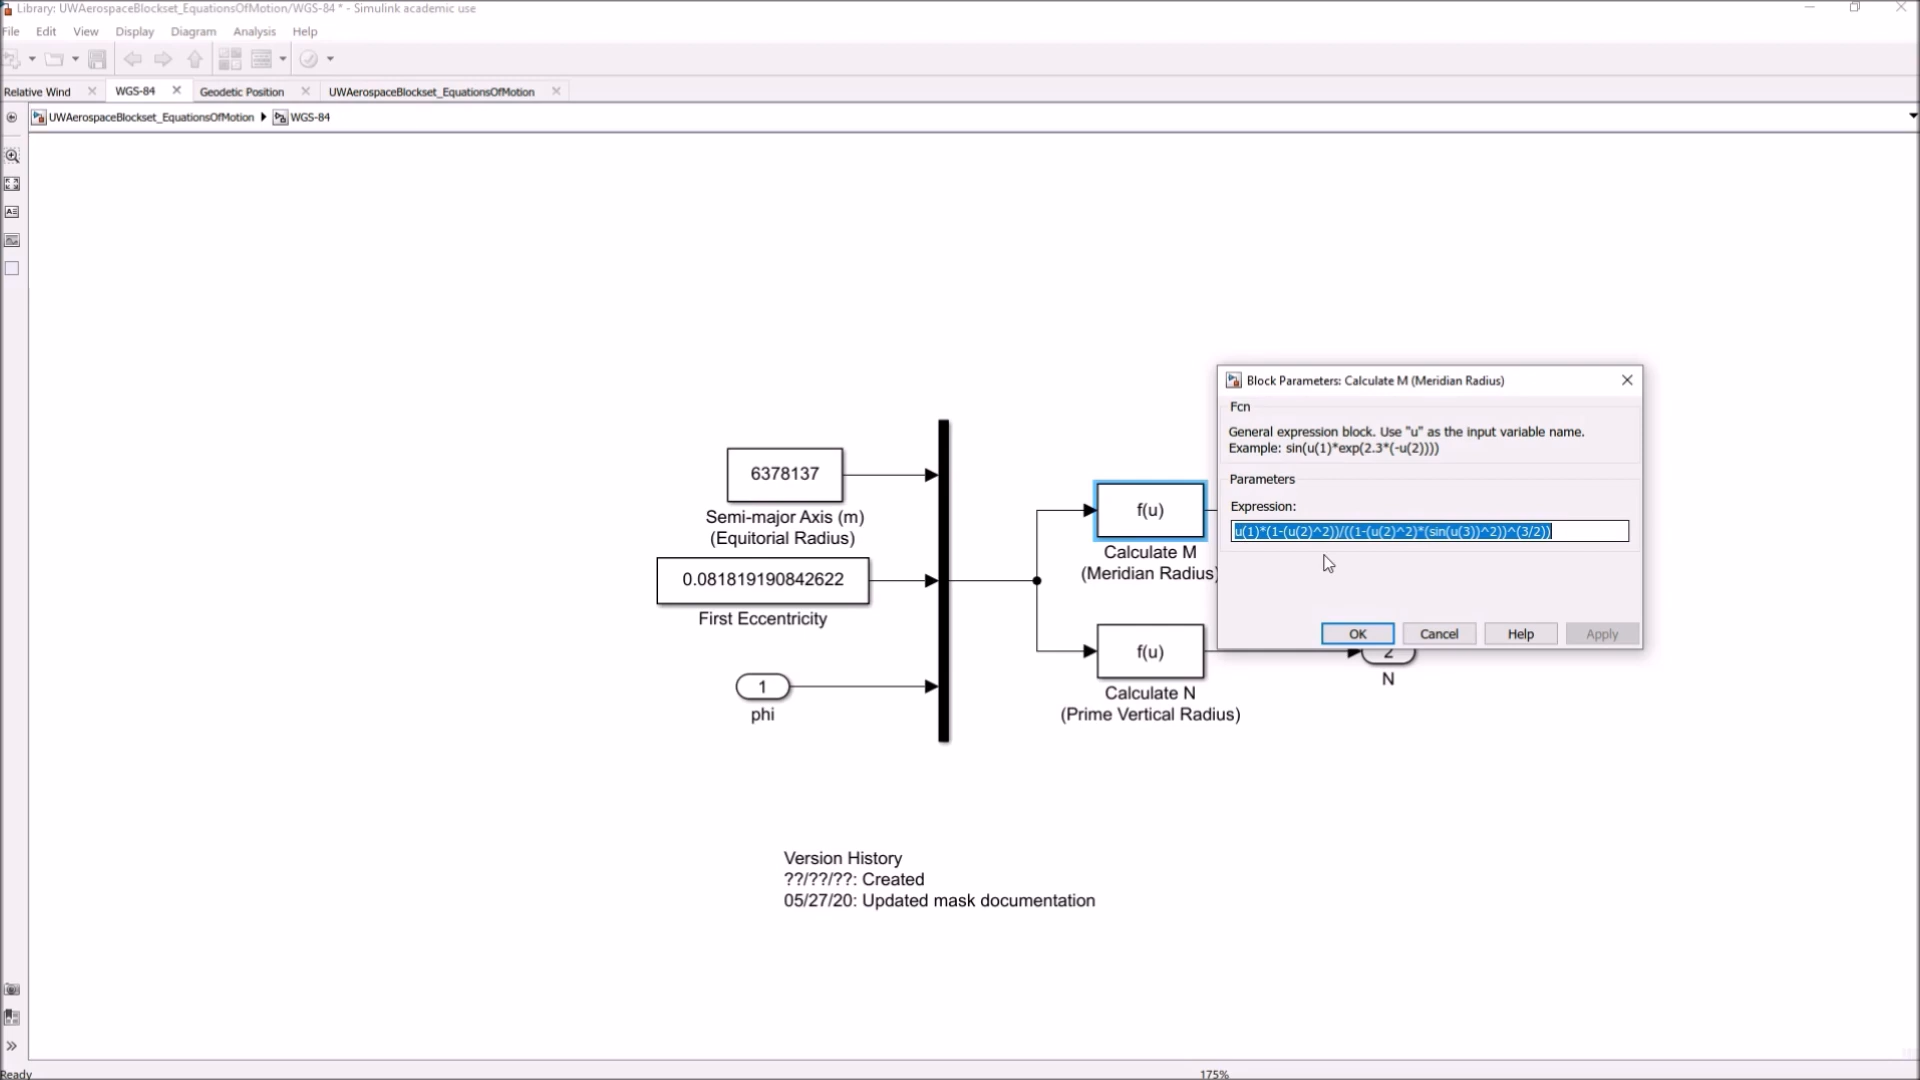 Library: UWAerospaceBlockset_EquationsOfMotion/WGS-84 * - Simulink academic use
File Edit View Display Diagram Analysis Help
Relative Wind WGS-84 Geodetic Position UWAerospaceBlockset_EquationsOfMotion
UWAerospaceBlockset_EquationsOfMotion WGS-84
Block Parameters: Calculate M (Meridian Radius)
Fcn
General expression block. Use "u" as the input variable name.
Example: sin(u(1)*exp(2.3*(-u(2))))
Parameters
Expression:
u(1)*(1-(u(2)^2))/((1-(u(2)^2)*(sin(u(3))^2))^(3/2))
OK Cancel Help Apply
6378137
Semi-major Axis (m)
(Equitorial Radius)
0.081819190842622
First Eccentricity
1
phi
f(u)
Calculate M
(Meridian Radius)
f(u)
Calculate N
(Prime Vertical Radius)
2
N
Version History
??/??/??: Created
05/27/20: Updated mask documentation
Ready 175%